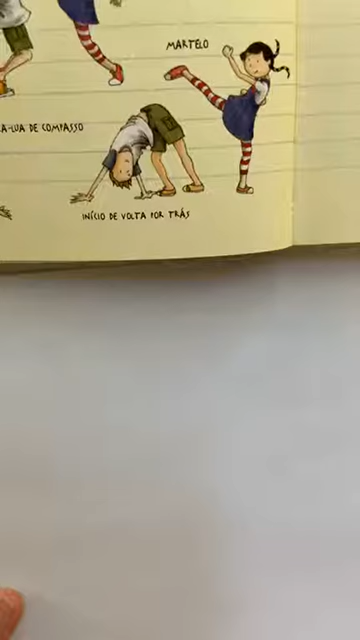 MARTELO
A-LUA DE COMPASSO
INÍCIO DE VOLTA POR TRÁS